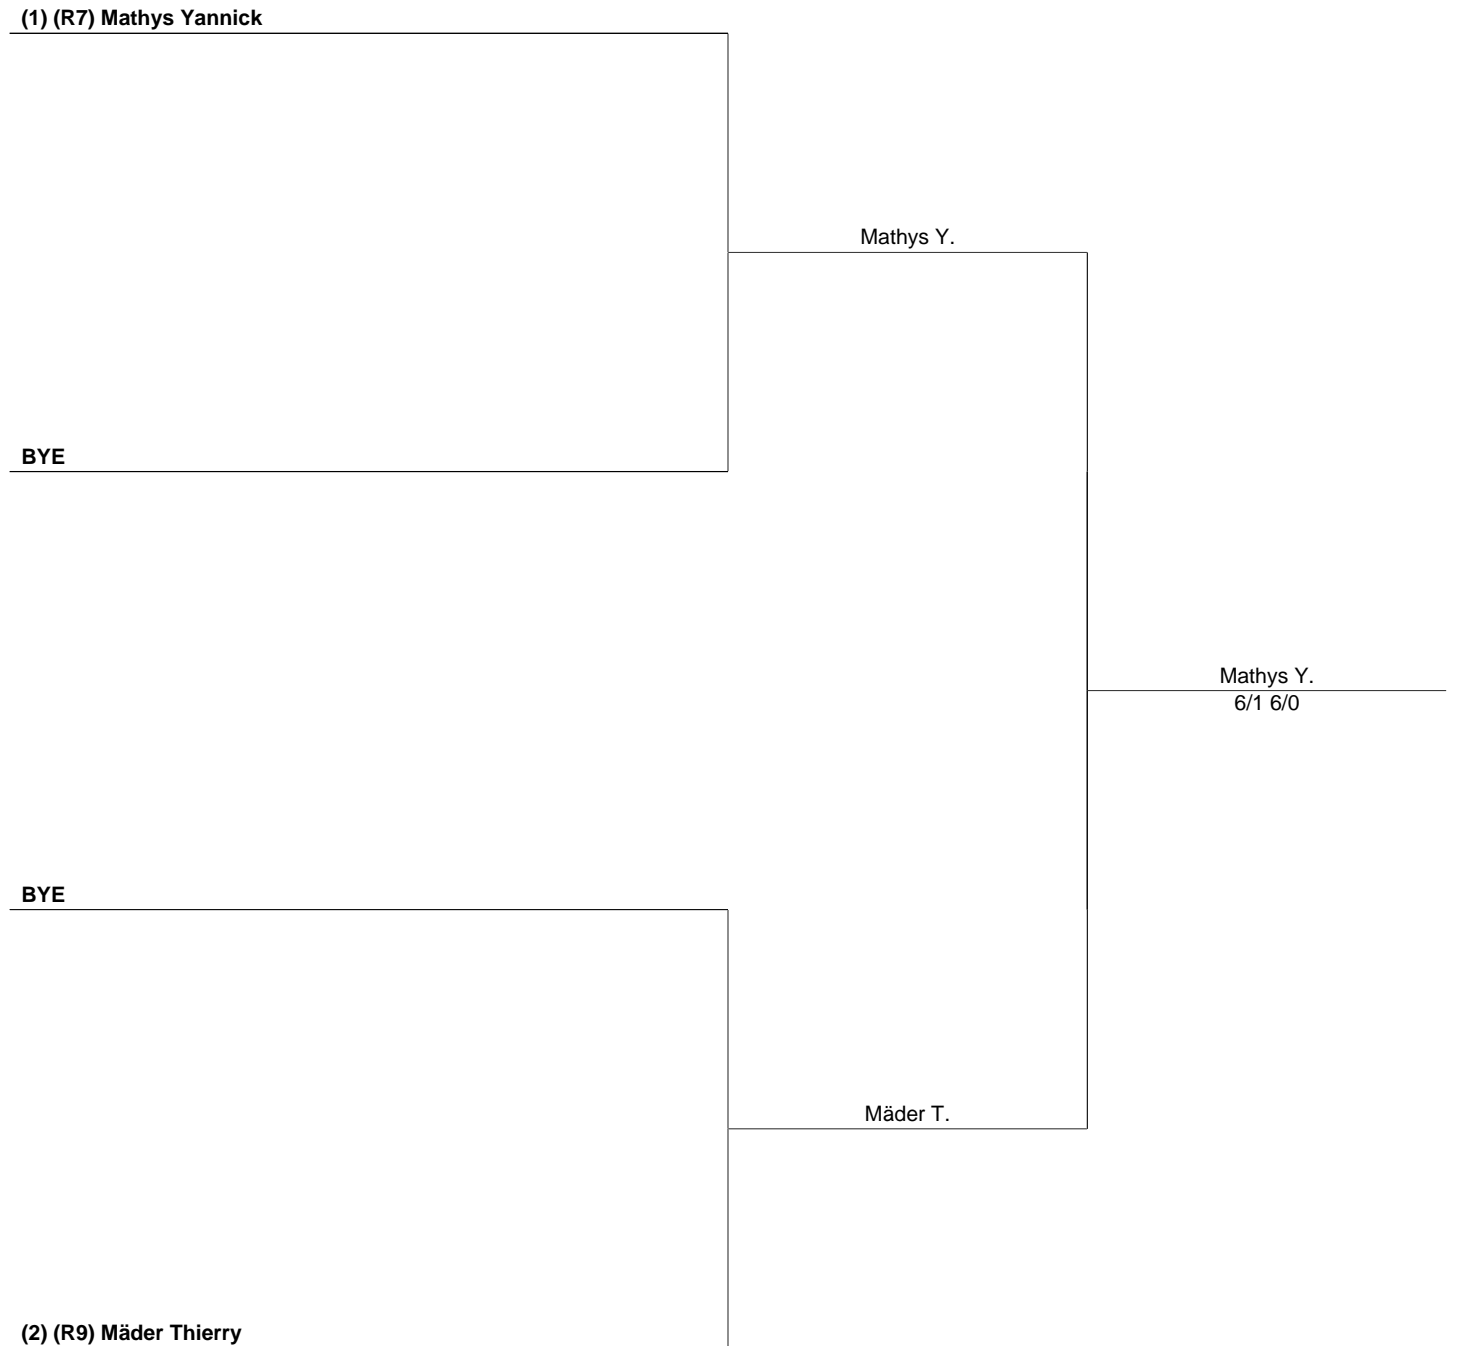 (1) (R7) Mathys Yannick
Mathys Y.
BYE
Mathys Y.
6/1 6/0
BYE
Mäder T.
(2) (R9) Mäder Thierry